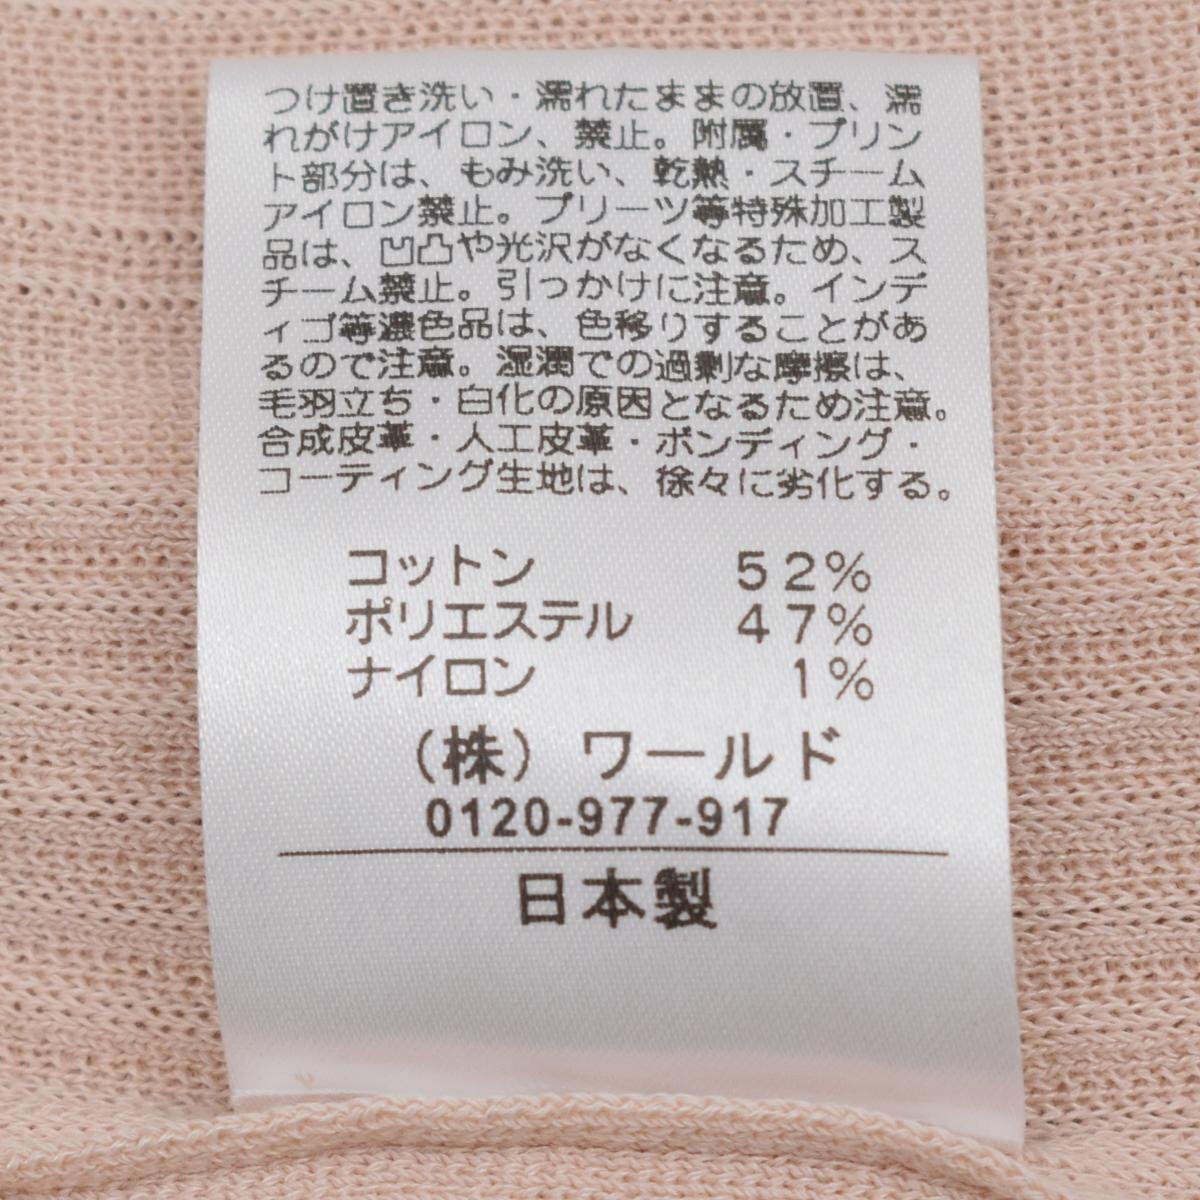 つけ置き洗い・濡れたままの放置、濡
れがけアイロン、禁止。附属・プリン
ト部分は、もみ洗い、乾熱・スチーム
アイロン禁止。プリーツ等特殊加工製
品は、凹凸や光沢がなくなるため、ス
チーム禁止。引っかけに注意。インデ
ィゴ等濃色品は、色移りすることがあ
るので注意。湿潤での過剰な摩擦は、
毛羽立ち・白化の原因となるため注意。
合成皮革・人工皮革・ボンディング・
コーティング生地は、徐々に劣化する。
コットン 52%
ポリエステル 47%
ナイロン 1%
(株) ワールド
0120-977-917
日本製